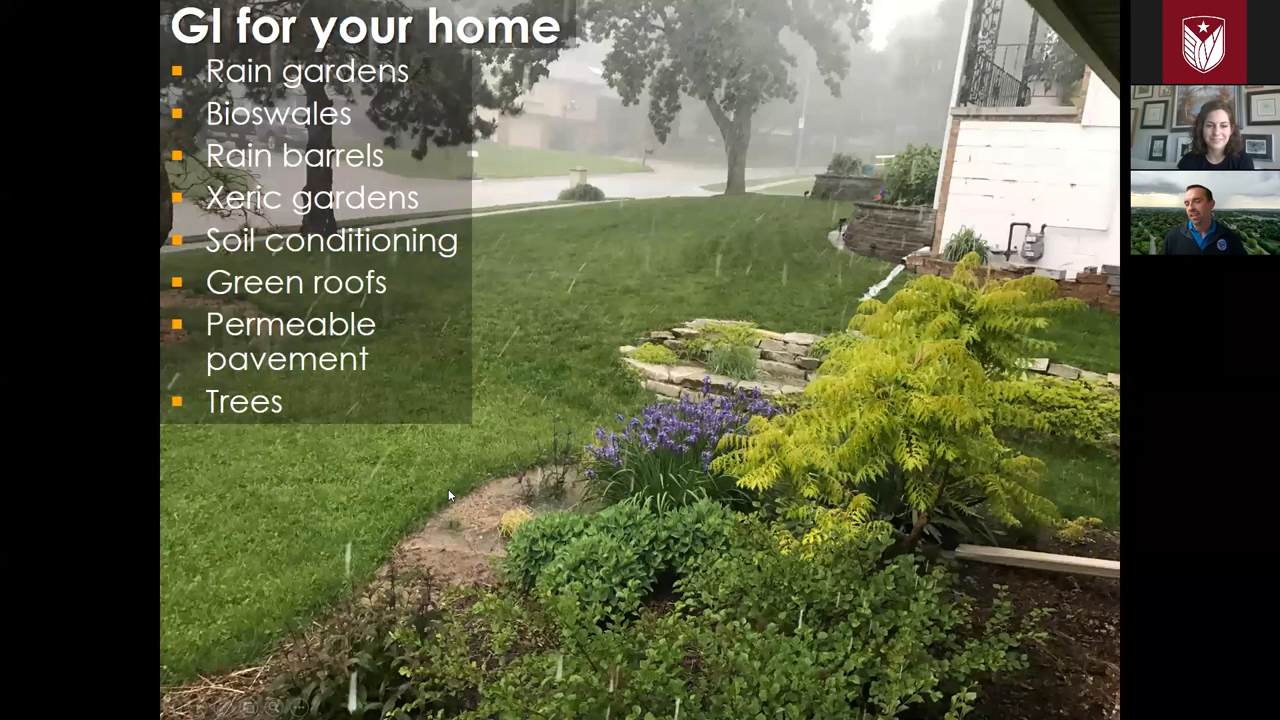 GI for your home
Rain gardens
Bioswales
Rain barrels
Xeric gardens
Soil conditioning
Green roofs
Permeable
pavement
Trees